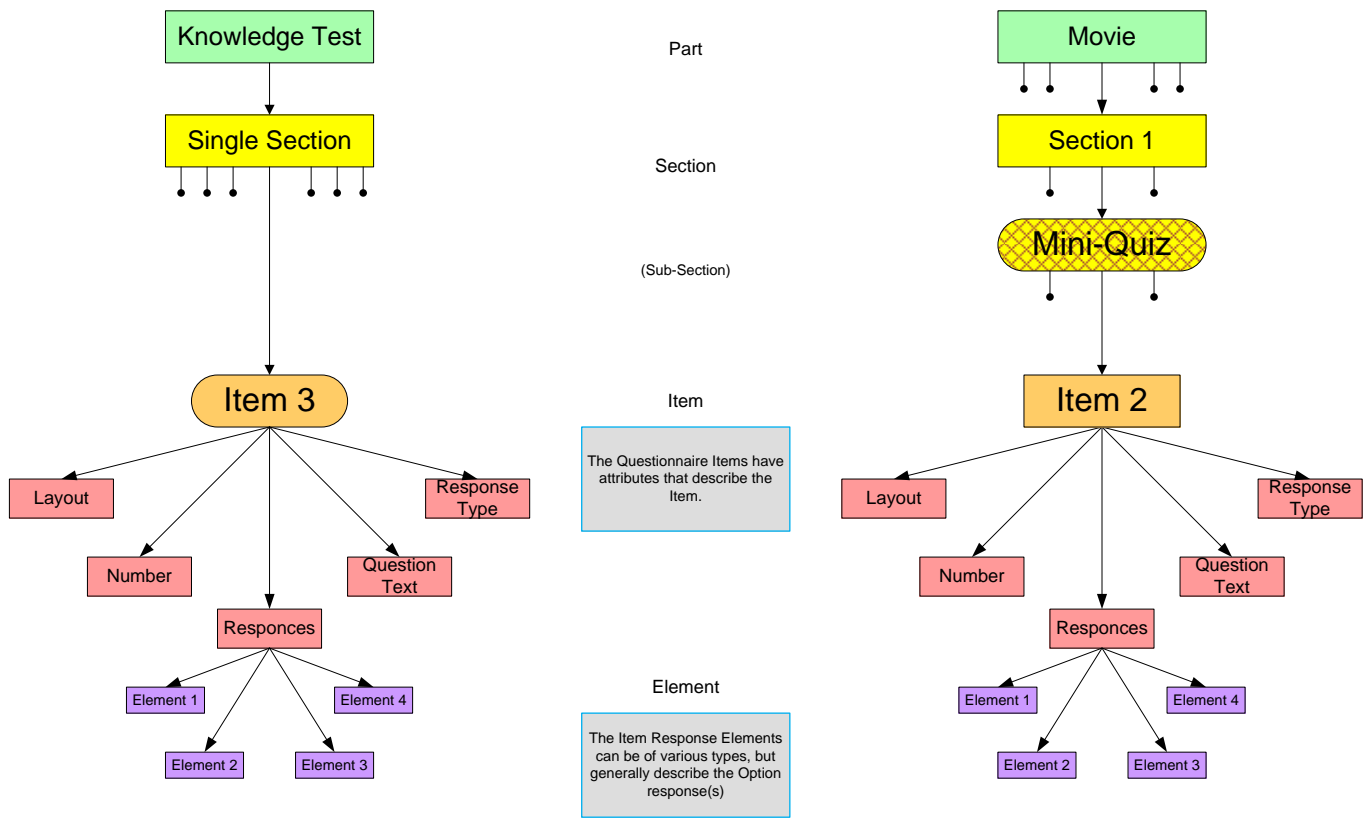 Knowledge Test
Part
Movie
Single Section
Section
Section 1
(Sub-Section)
Mini-Quiz
Item 3
Item
Item 2
The Questionnaire Items have
attributes that describe the
Item.
Layout
Response
Type
Number
Question
Text
Responces
Layout
Response
Type
Number
Question
Text
Responces
Element 1
Element 4
Element 2
Element 3
Element
The Item Response Elements
can be of various types, but
generally describe the Option
response(s)
Element 1
Element 4
Element 2
Element 3